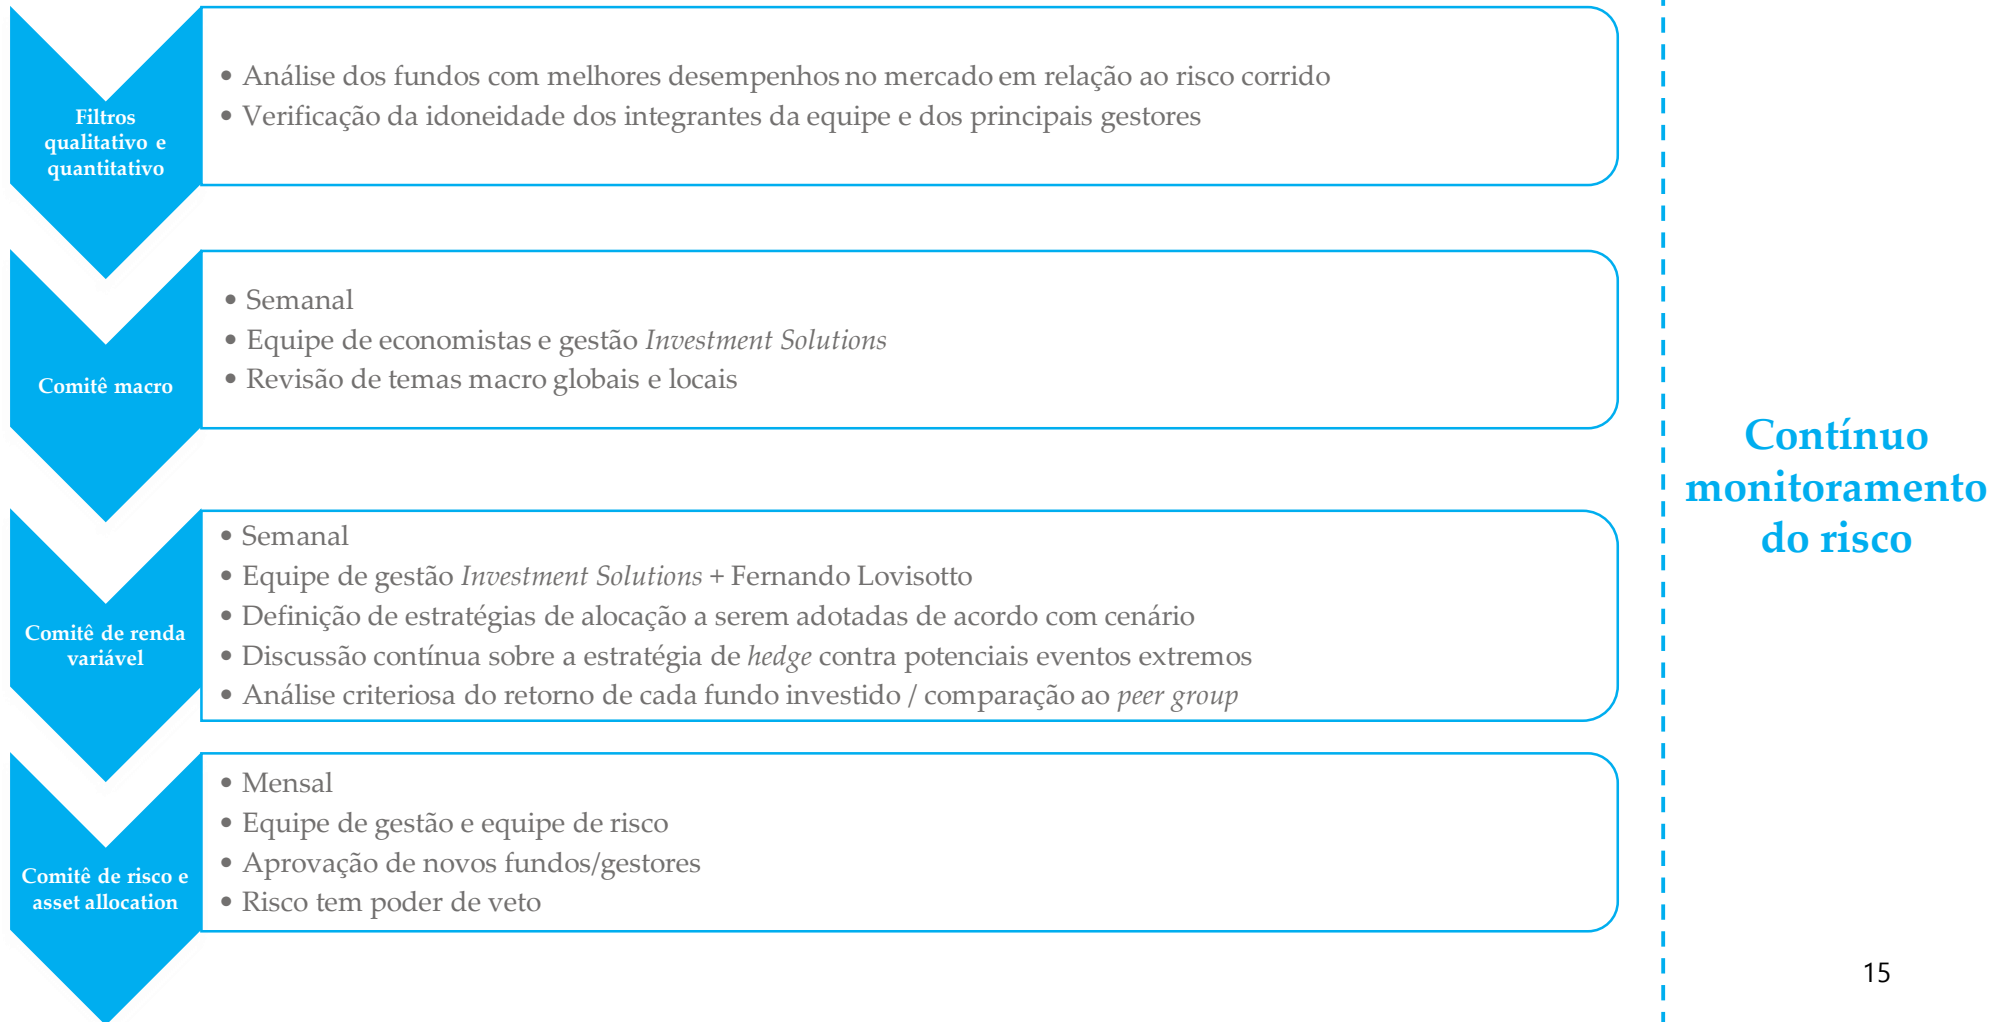 Filtros
qualitativo e
quantitativo
• Análise dos fundos com melhores desempenhos no mercado em relação ao risco corrido
• Verificação da idoneidade dos integrantes da equipe e dos principais gestores
Comitê macro
• Semanal
• Equipe de economistas e gestão Investment Solutions
• Revisão de temas macro globais e locais
Comitê de renda
variável
• Semanal
• Equipe de gestão Investment Solutions + Fernando Lovisotto
• Definição de estratégias de alocação a serem adotadas de acordo com cenário
• Discussão contínua sobre a estratégia de hedge contra potenciais eventos extremos
• Análise criteriosa do retorno de cada fundo investido / comparação ao peer group
Comitê de risco e
asset allocation
• Mensal
• Equipe de gestão e equipe de risco
• Aprovação de novos fundos/gestores
• Risco tem poder de veto
Contínuo
monitoramento
do risco
15